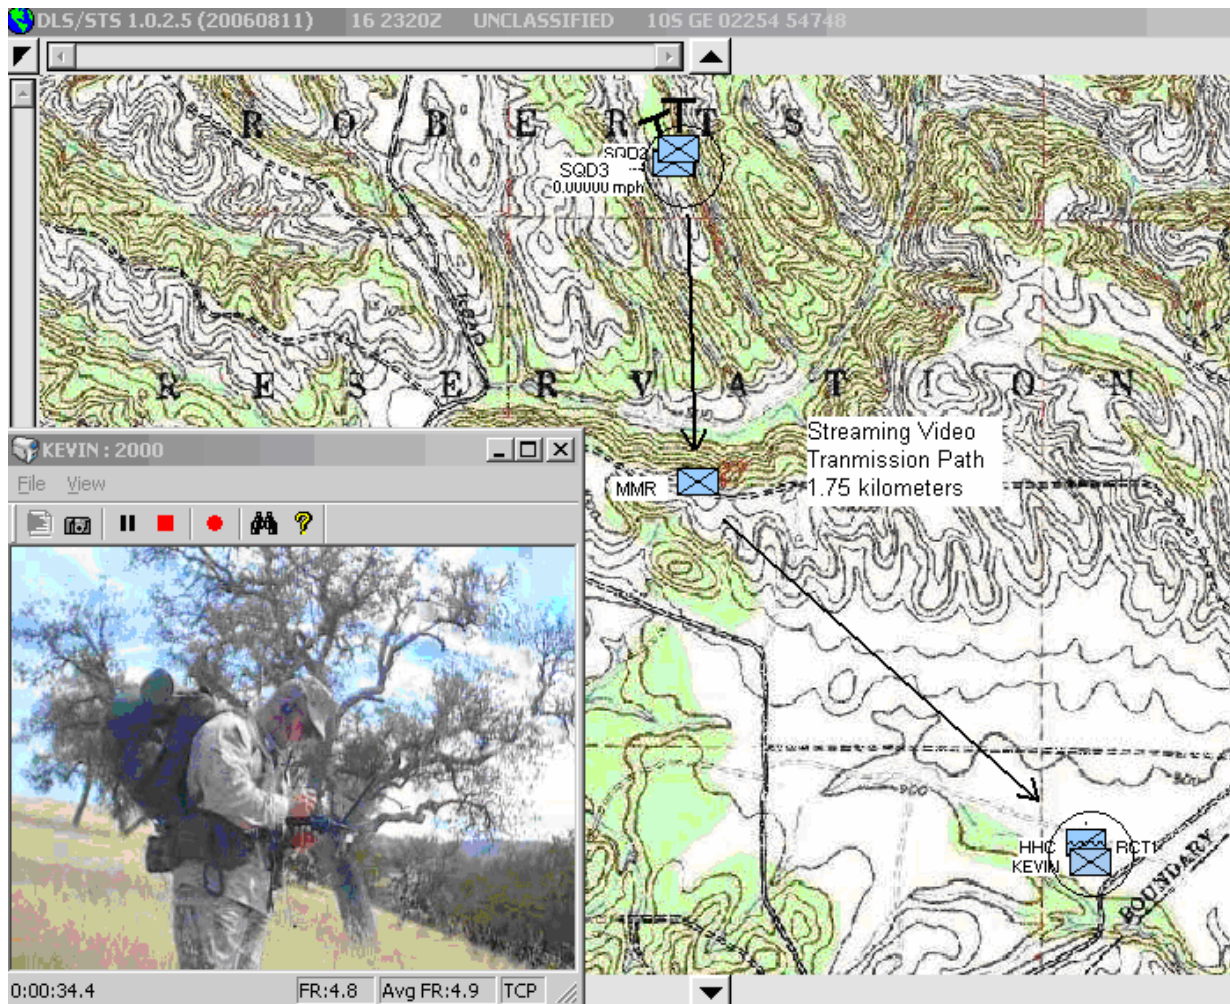 DLS/STS 1.0.2.5 (20060811) 16 2320Z UNCLASSIFIED 10S GE 02254 54748
R O B E R T S
SQD2
SQD3
0.00000 mph
R E S E R V A T I O N
Streaming Video
Tranmission Path
1.75 kilometers
MMR
KEVIN : 2000
File View
900
HHC RCT1
KEVIN
BOUNDARY
0:00:34.4 FR:4.8 Avg FR:4.9 TCP